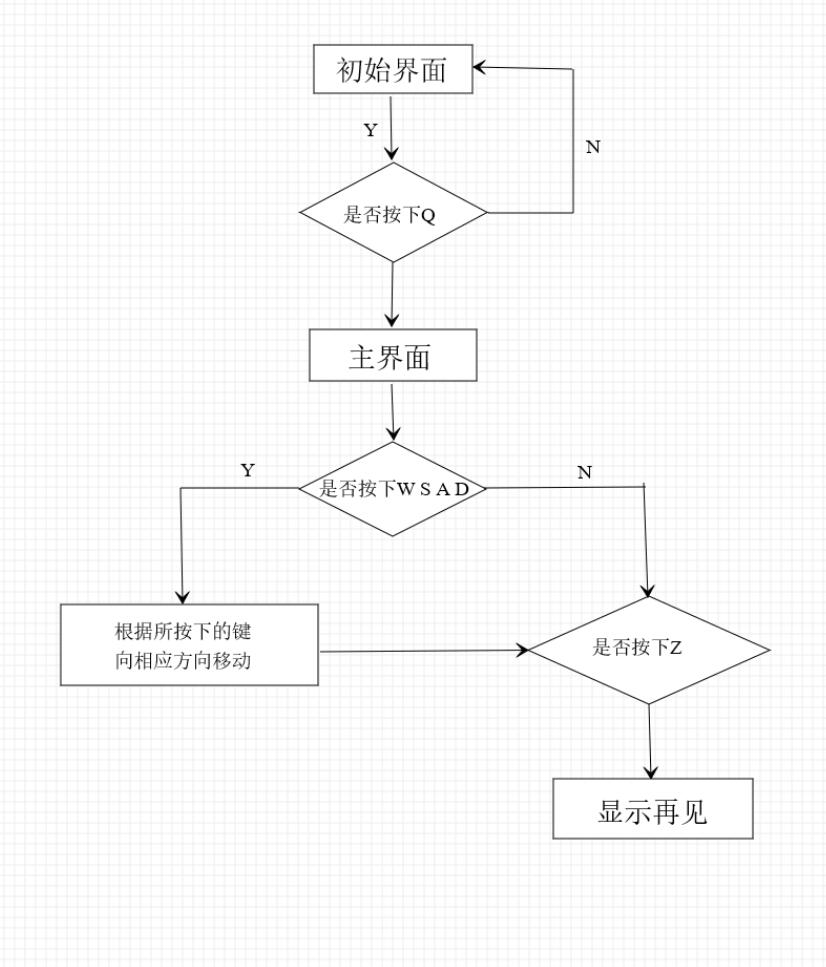 初始界面
Y
N
是否按下Q
主界面
Y
N
是否按下W S A D
根据所按下的键
向相应方向移动
是否按下Z
显示再见